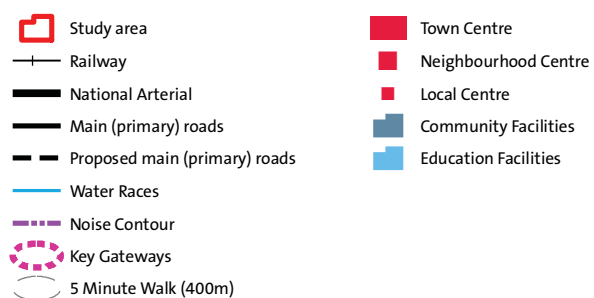 Study area
Railway
National Arterial
Main (primary) roads
Proposed main (primary) roads
Water Races
Noise Contour
Key Gateways
5 Minute Walk (400m)
Town Centre
Neighbourhood Centre
Local Centre
Community Facilities
Education Facilities